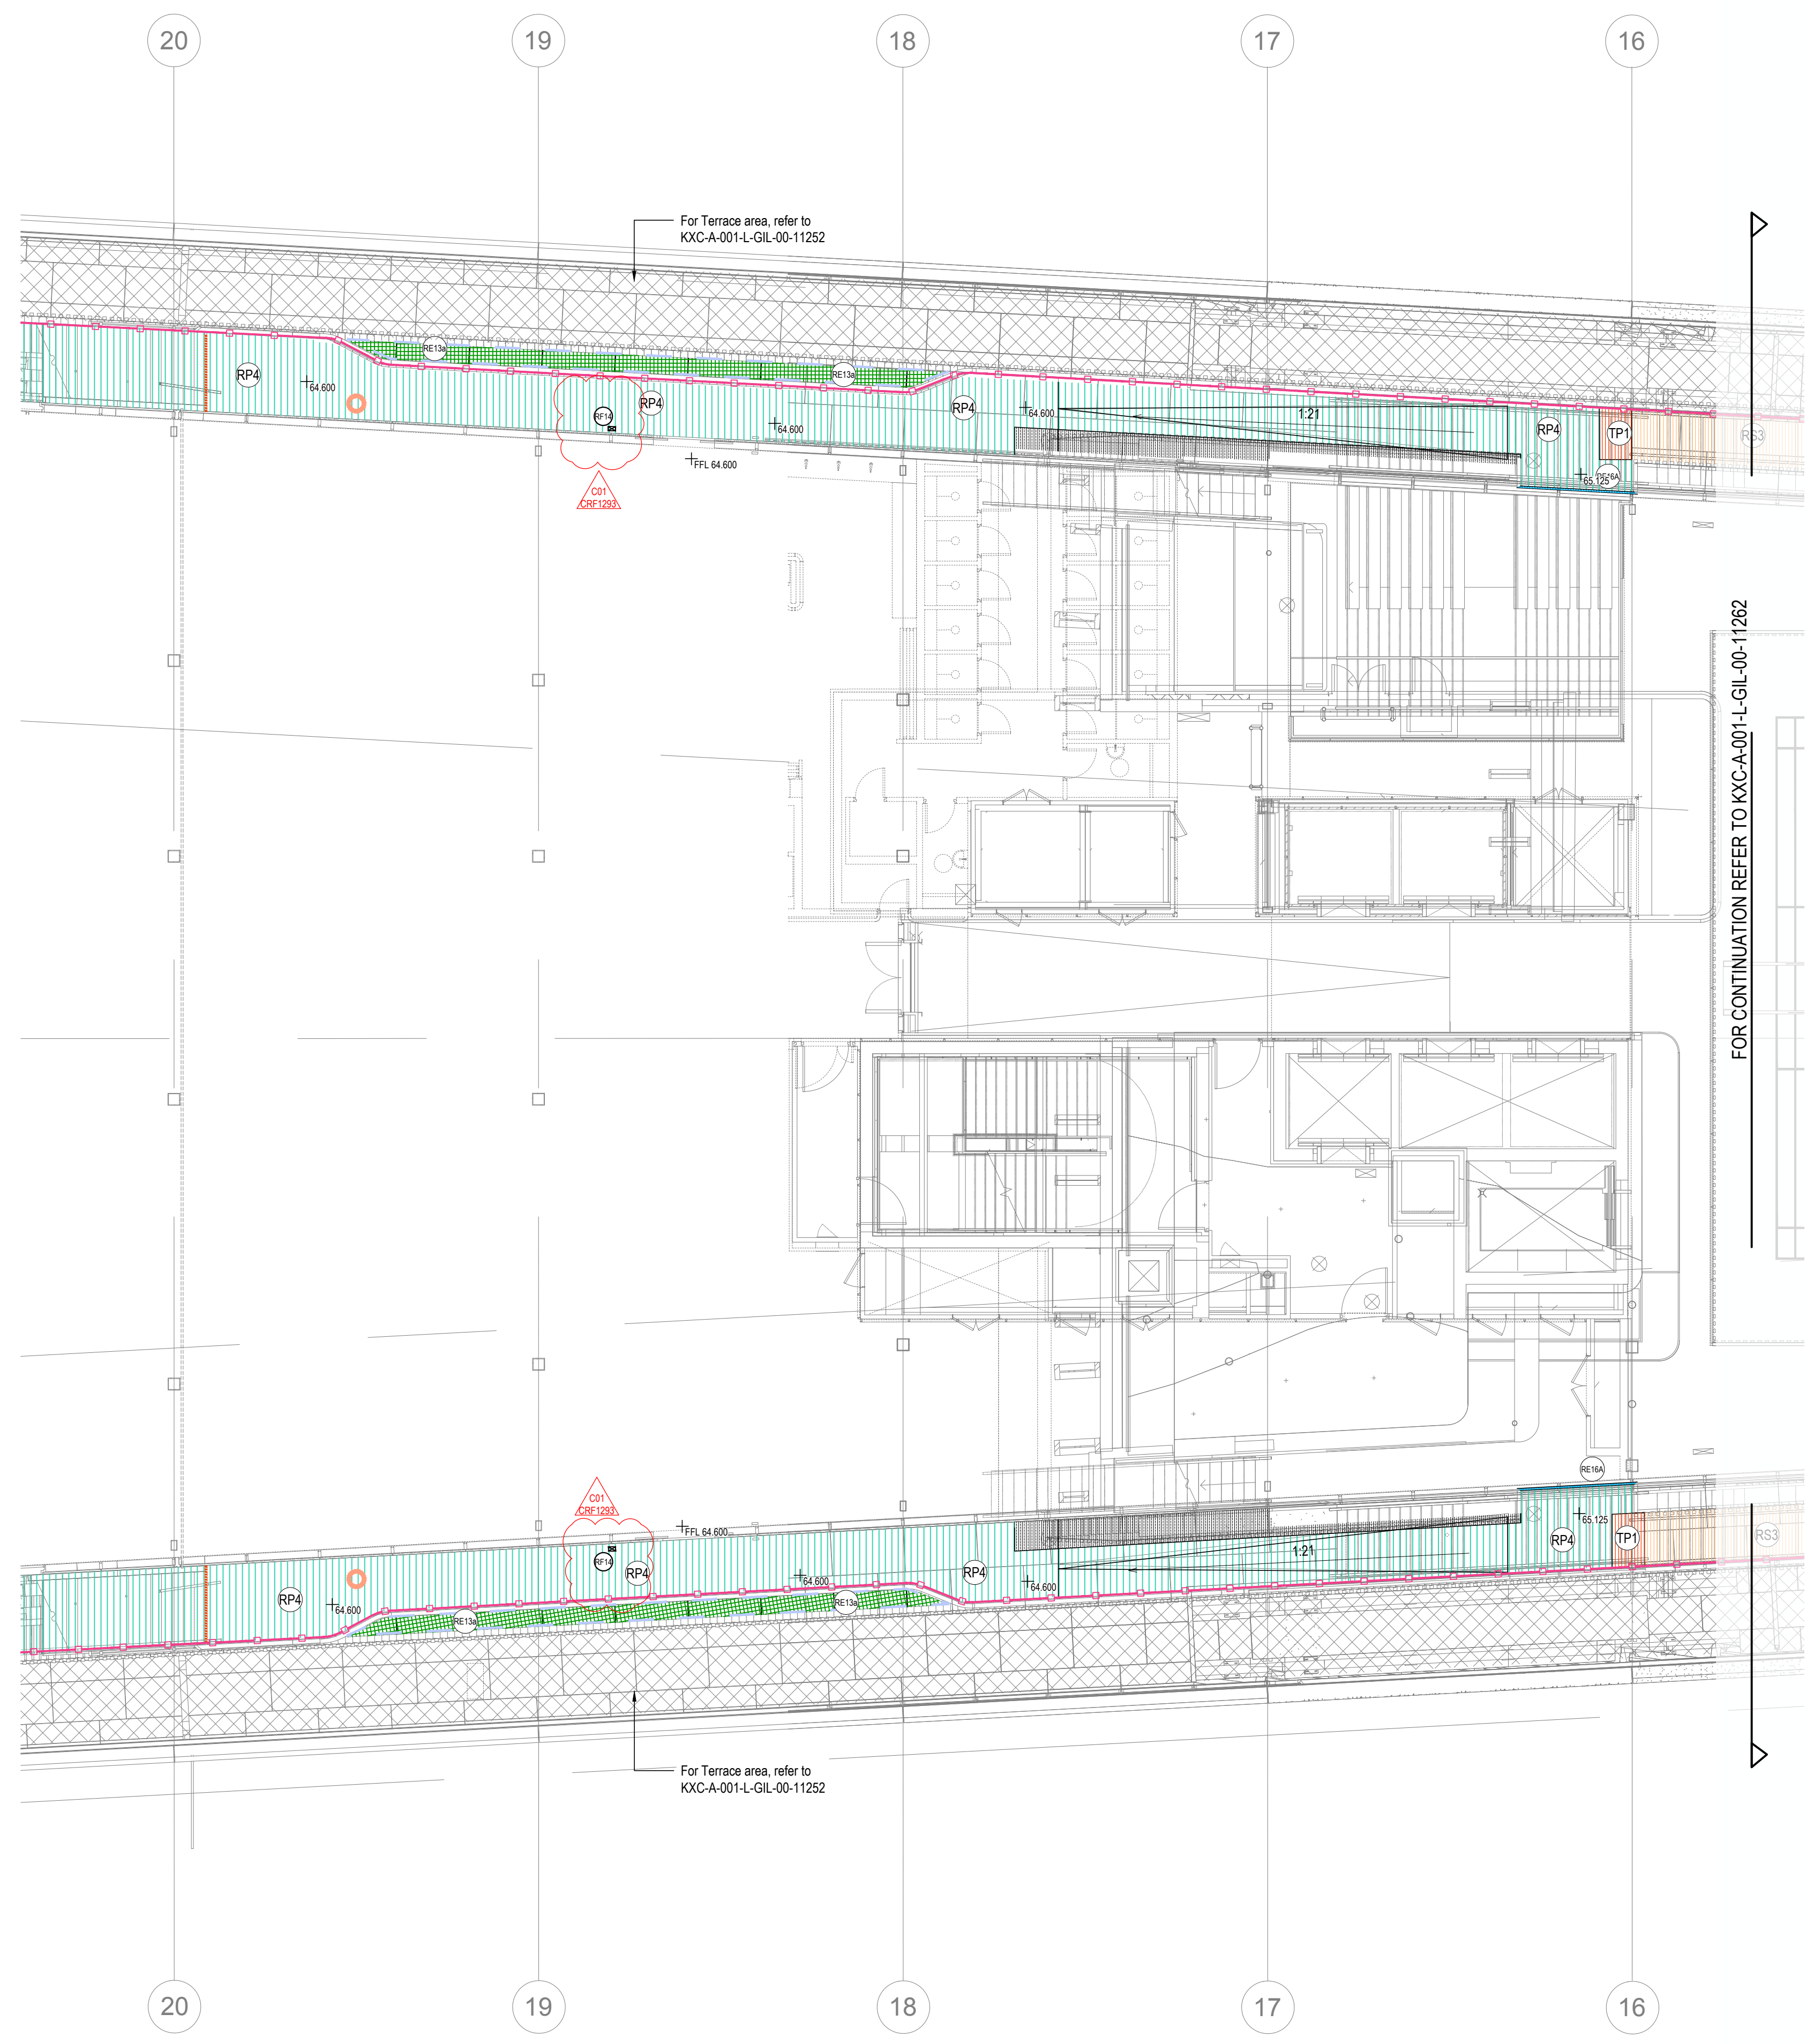 20
19
18
17
16
For Terrace area, refer to
KXC-A-001-L-GIL-00-11252
RE13a
RE13a
RP4
64.600
RP4
RF14
RP4
64.600
64.600
1:21
RP4
TP1
RS3
FFL 64.600
65.125
C01
CRF1293
FOR CONTINUATION REFER TO KXC-A-001-L-GIL-00-11262
RE16A
C01
CRF1293
FFL 64.600
65.125
RF14
RP4
1:21
RP4
TP1
RS3
RP4
64.600
64.600
RP4
64.600
RE13a
RE13a
For Terrace area, refer to
KXC-A-001-L-GIL-00-11252
20
19
18
17
16